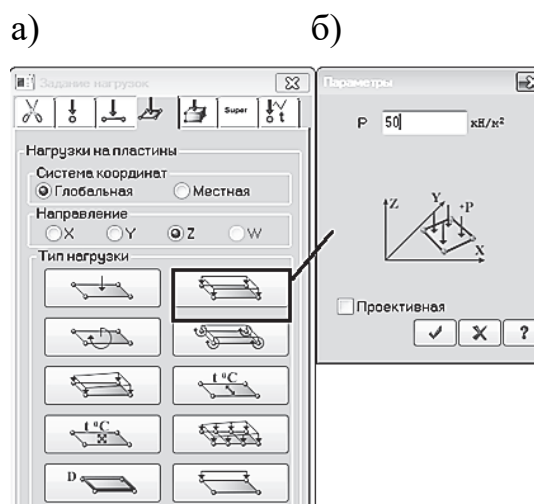 а) б)
Задание нагрузок
Параметры
Super
t
Нагрузки на пластины
Система координат
Глобальная Местная
Направление
X Y Z W
Тип нагрузки
t °C
t °C
D
P 50 кН/м²
Z Y +P
X
Проективная
?